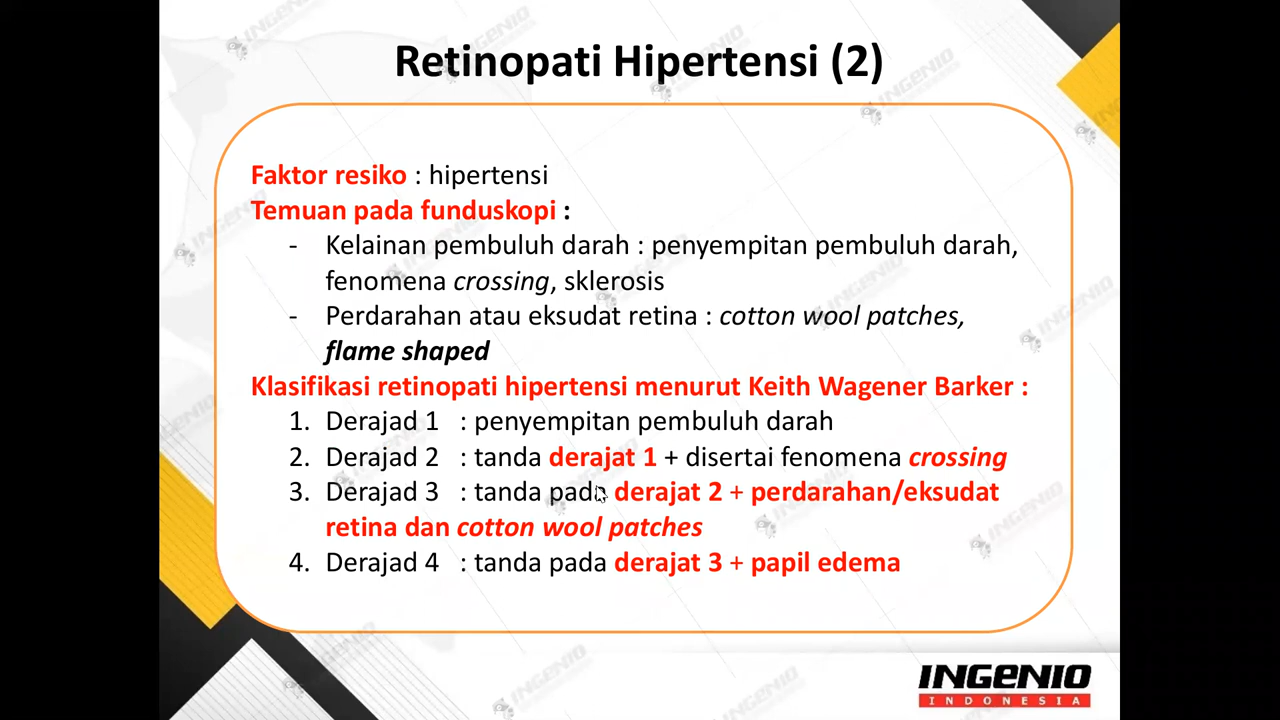 Retinopati Hipertensi (2)
Faktor resiko : hipertensi
Temuan pada funduskopi :
- Kelainan pembuluh darah : penyempitan pembuluh darah,
fenomena crossing, sklerosis
- Perdarahan atau eksudat retina : cotton wool patches,
flame shaped
Klasifikasi retinopati hipertensi menurut Keith Wagener Barker :
1. Derajad 1 : penyempitan pembuluh darah
2. Derajad 2 : tanda derajat 1 + disertai fenomena crossing
3. Derajad 3 : tanda pada derajat 2 + perdarahan/eksudat
retina dan cotton wool patches
4. Derajad 4 : tanda pada derajat 3 + papil edema
INGENIO
INDONESIA